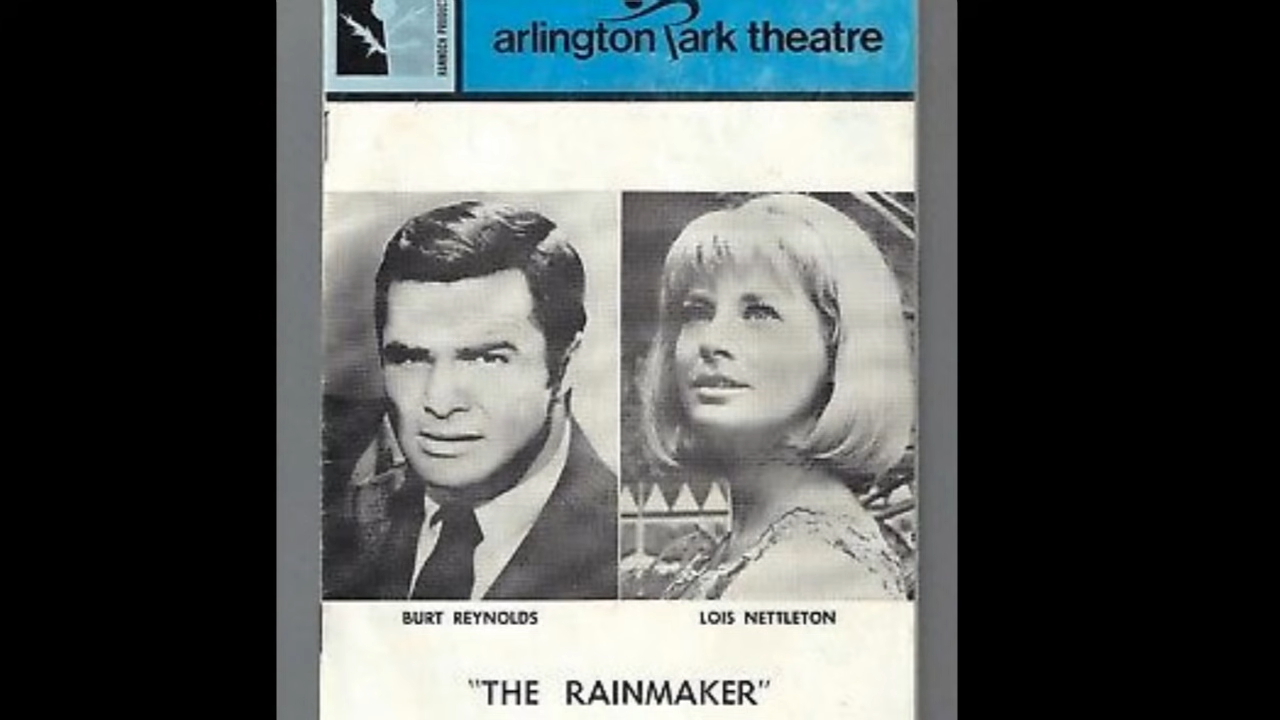 arlington park theatre
BURT REYNOLDS
LOIS NETTLETON
"THE RAINMAKER"